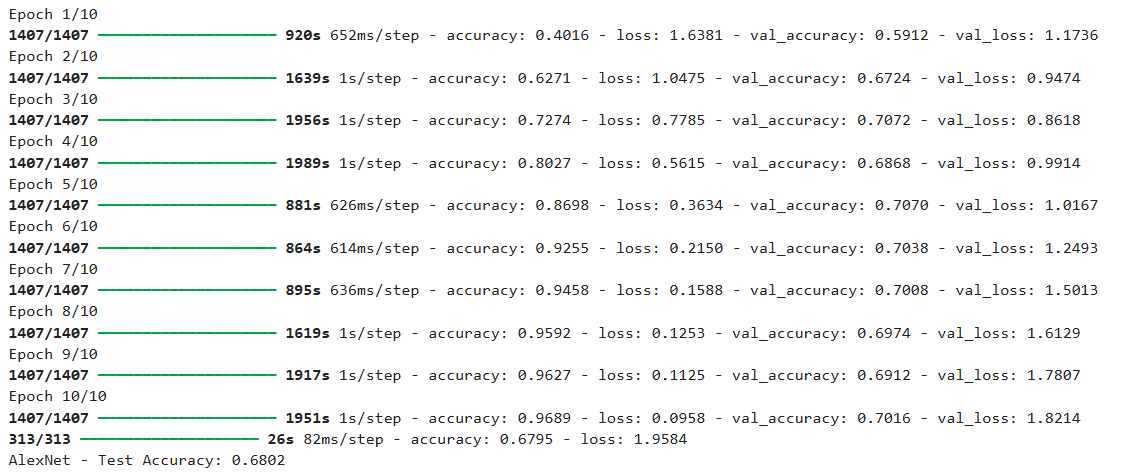 Epoch 1/10
1407/1407 ━━━━━━━━━━━━━━━━━━━━ 920s 652ms/step - accuracy: 0.4016 - loss: 1.6381 - val_accuracy: 0.5912 - val_loss: 1.1736
Epoch 2/10
1407/1407 ━━━━━━━━━━━━━━━━━━━━ 1639s 1s/step - accuracy: 0.6271 - loss: 1.0475 - val_accuracy: 0.6724 - val_loss: 0.9474
Epoch 3/10
1407/1407 ━━━━━━━━━━━━━━━━━━━━ 1956s 1s/step - accuracy: 0.7274 - loss: 0.7785 - val_accuracy: 0.7072 - val_loss: 0.8618
Epoch 4/10
1407/1407 ━━━━━━━━━━━━━━━━━━━━ 1989s 1s/step - accuracy: 0.8027 - loss: 0.5615 - val_accuracy: 0.6868 - val_loss: 0.9914
Epoch 5/10
1407/1407 ━━━━━━━━━━━━━━━━━━━━ 881s 626ms/step - accuracy: 0.8698 - loss: 0.3634 - val_accuracy: 0.7070 - val_loss: 1.0167
Epoch 6/10
1407/1407 ━━━━━━━━━━━━━━━━━━━━ 864s 614ms/step - accuracy: 0.9255 - loss: 0.2150 - val_accuracy: 0.7038 - val_loss: 1.2493
Epoch 7/10
1407/1407 ━━━━━━━━━━━━━━━━━━━━ 895s 636ms/step - accuracy: 0.9458 - loss: 0.1588 - val_accuracy: 0.7008 - val_loss: 1.5013
Epoch 8/10
1407/1407 ━━━━━━━━━━━━━━━━━━━━ 1619s 1s/step - accuracy: 0.9592 - loss: 0.1253 - val_accuracy: 0.6974 - val_loss: 1.6129
Epoch 9/10
1407/1407 ━━━━━━━━━━━━━━━━━━━━ 1917s 1s/step - accuracy: 0.9627 - loss: 0.1125 - val_accuracy: 0.6912 - val_loss: 1.7807
Epoch 10/10
1407/1407 ━━━━━━━━━━━━━━━━━━━━ 1951s 1s/step - accuracy: 0.9689 - loss: 0.0958 - val_accuracy: 0.7016 - val_loss: 1.8214
313/313 ━━━━━━━━━━━━━━━━━━━━ 26s 82ms/step - accuracy: 0.6795 - loss: 1.9584
AlexNet - Test Accuracy: 0.6802